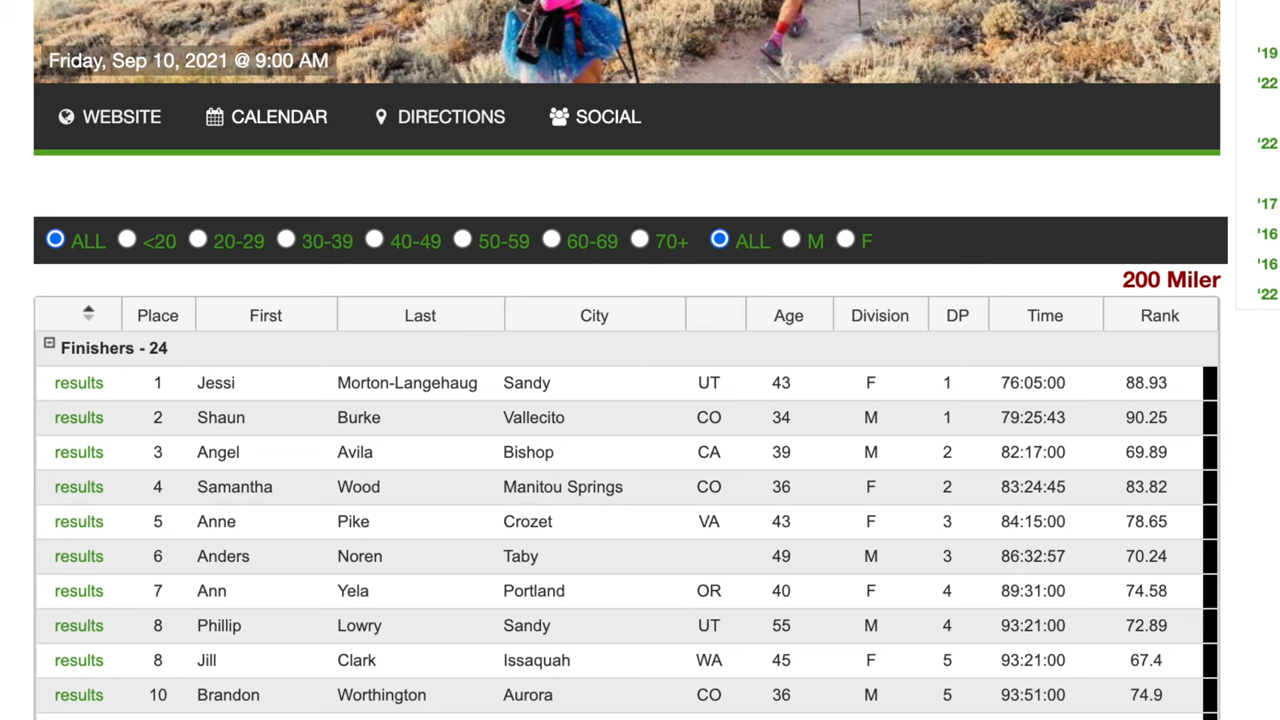 Friday, Sep 10, 2021 @ 9:00 AM
WEBSITE CALENDAR DIRECTIONS SOCIAL
'19
'22
'22
'17
'16
'16
'22
ALL <20 20-29 30-39 40-49 50-59 60-69 70+ ALL M F
200 Miler
Place First Last City Age Division DP Time Rank
Finishers - 24
results 1 Jessi Morton-Langehaug Sandy UT 43 F 1 76:05:00 88.93
results 2 Shaun Burke Vallecito CO 34 M 1 79:25:43 90.25
results 3 Angel Avila Bishop CA 39 M 2 82:17:00 69.89
results 4 Samantha Wood Manitou Springs CO 36 F 2 83:24:45 83.82
results 5 Anne Pike Crozet VA 43 F 3 84:15:00 78.65
results 6 Anders Noren Taby 49 M 3 86:32:57 70.24
results 7 Ann Yela Portland OR 40 F 4 89:31:00 74.58
results 8 Phillip Lowry Sandy UT 55 M 4 93:21:00 72.89
results 8 Jill Clark Issaquah WA 45 F 5 93:21:00 67.4
results 10 Brandon Worthington Aurora CO 36 M 5 93:51:00 74.9